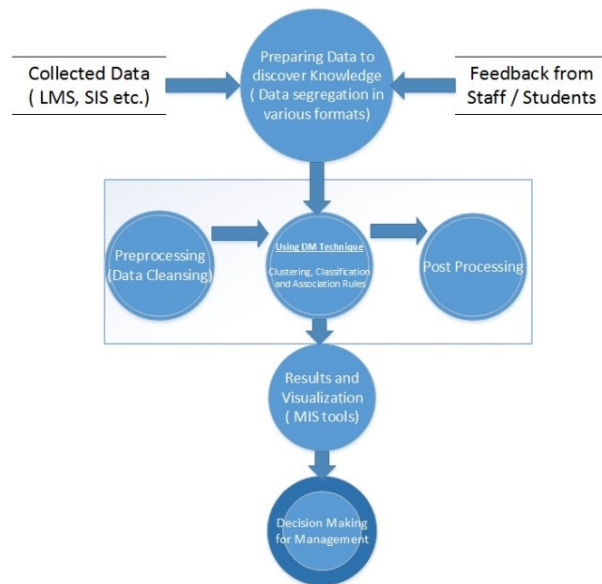 Collected Data
( LMS, SIS etc.)
Preparing Data to
discover Knowledge
( Data segregation in
various formats)
Feedback from
Staff / Students
Preprocessing
(Data Cleansing)
Using DM Technique
Clustering, Classification
and Association Rules
Post Processing
Results and
Visualization
( MIS tools)
Decision Making
for Management